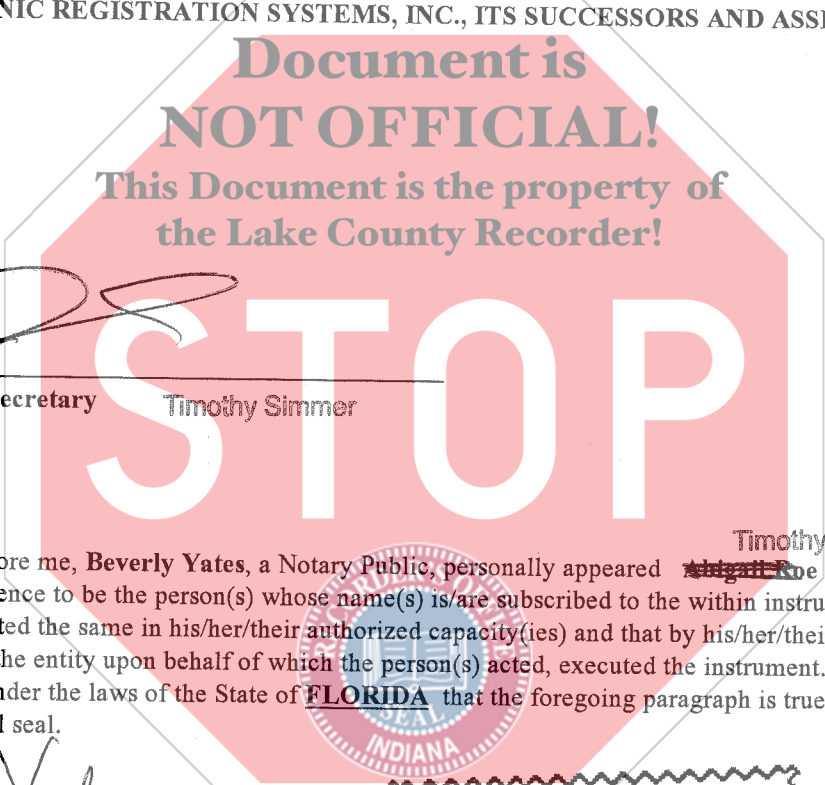 NIC REGISTRATION SYSTEMS, INC., ITS SUCCESSORS AND ASSI
Document is
NOT OFFICIAL!
This Document is the property of
the Lake County Recorder!
STOP
ecretary Timothy Simmer
Timothy
ore me, Beverly Yates, a Notary Public, personally appeared Abigail Roe
ence to be the person(s) whose name(s) is/are subscribed to the within instru
ted the same in his/her/their authorized capacity(ies) and that by his/her/thei
he entity upon behalf of which the person(s) acted, executed the instrument.
nder the laws of the State of FLORIDA that the foregoing paragraph is true
l seal.
SEAL
INDIANA